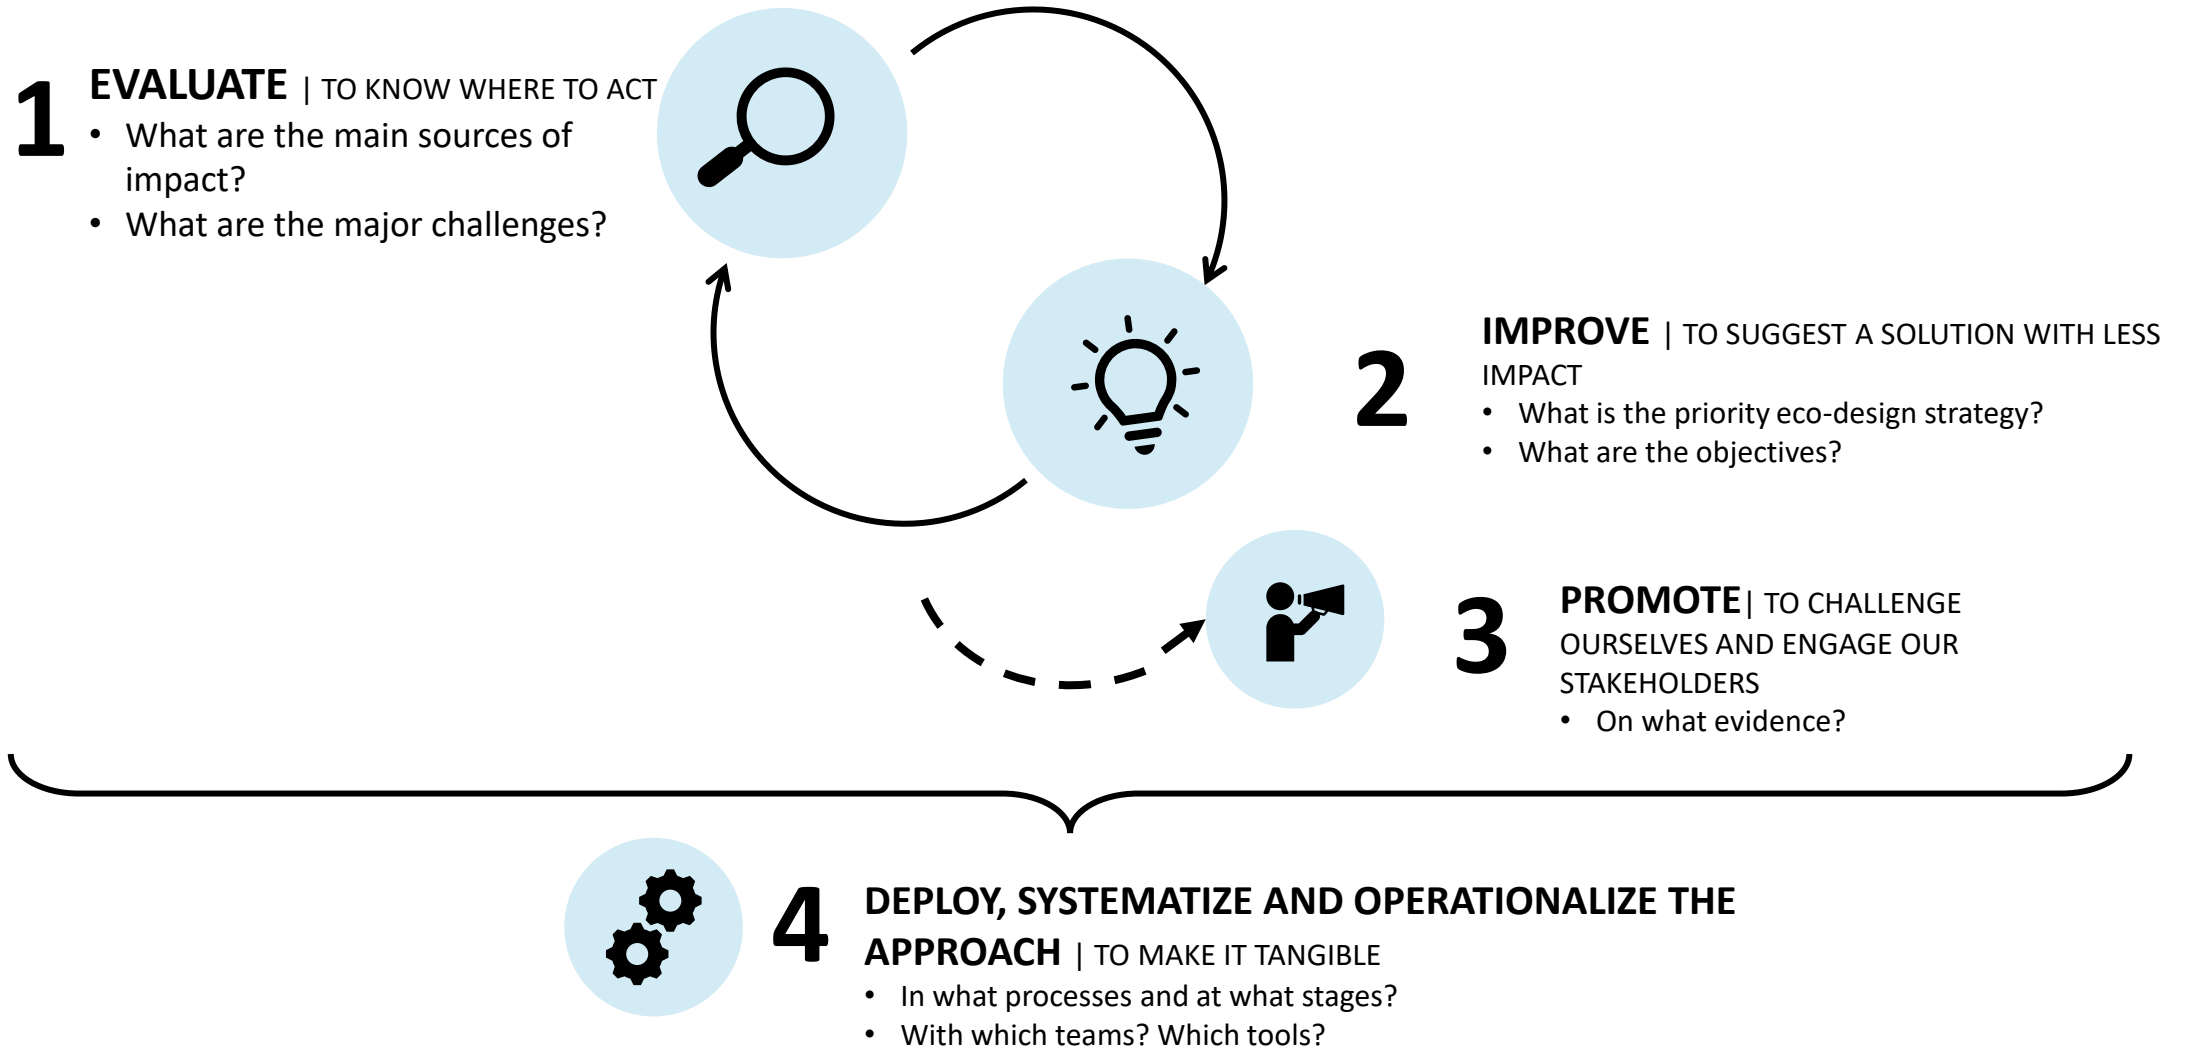 1
EVALUATE | TO KNOW WHERE TO ACT
• What are the main sources of
impact?
• What are the major challenges?
2
IMPROVE | TO SUGGEST A SOLUTION WITH LESS
IMPACT
• What is the priority eco-design strategy?
• What are the objectives?
3
PROMOTE| TO CHALLENGE
OURSELVES AND ENGAGE OUR
STAKEHOLDERS
• On what evidence?
4
DEPLOY, SYSTEMATIZE AND OPERATIONALIZE THE
APPROACH | TO MAKE IT TANGIBLE
• In what processes and at what stages?
• With which teams? Which tools?